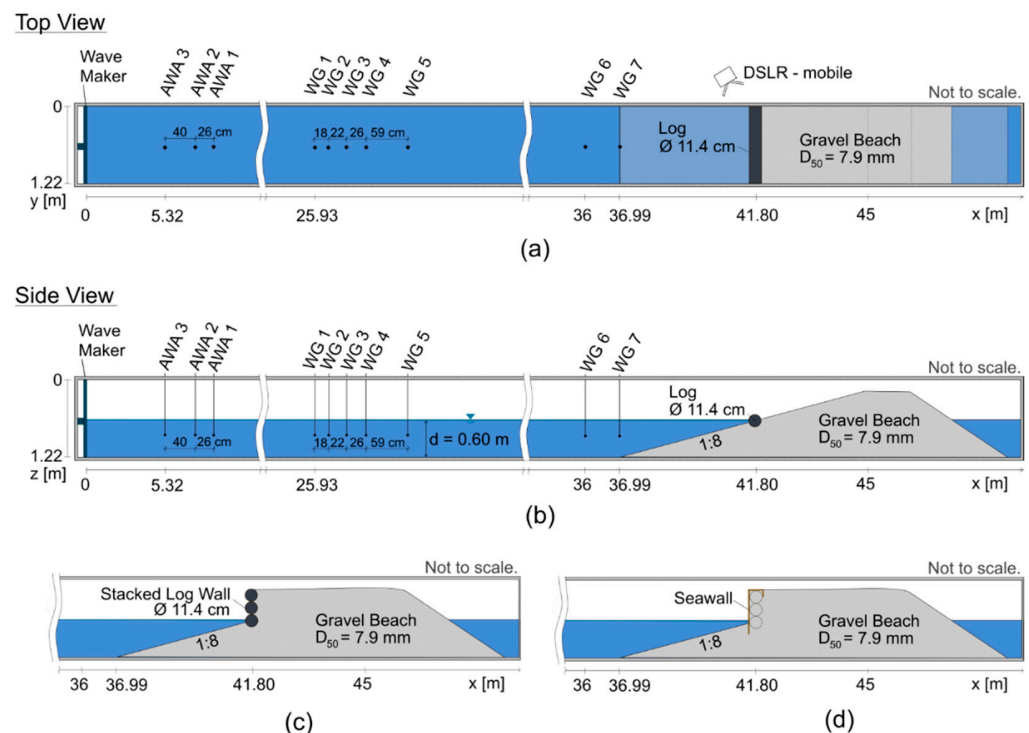 Top View
Wave
Maker
AWA 3
AWA 2
AWA 1
WG 1
WG 2
WG 3
WG 4
WG 5
WG 6
WG 7
DSLR - mobile
Not to scale.
0
40
26 cm
18
22
26
59 cm
Log
Ø 11.4 cm
Gravel Beach
D50 = 7.9 mm
1.22
y [m]
0
5.32
25.93
36
36.99
41.80
45
x [m]
(a)
Side View
Wave
Maker
AWA 3
AWA 2
AWA 1
WG 1
WG 2
WG 3
WG 4
WG 5
WG 6
WG 7
Not to scale.
0
Log
Ø 11.4 cm
40
26 cm
18
22
26
59 cm
d = 0.60 m
1:8
Gravel Beach
D50 = 7.9 mm
1.22
z [m]
0
5.32
25.93
36
36.99
41.80
45
x [m]
(b)
Not to scale.
Stacked Log Wall
Ø 11.4 cm
1:8
Gravel Beach
D50 = 7.9 mm
36
36.99
41.80
45
x [m]
(c)
Not to scale.
Seawall
1:8
Gravel Beach
D50 = 7.9 mm
36
36.99
41.80
45
x [m]
(d)